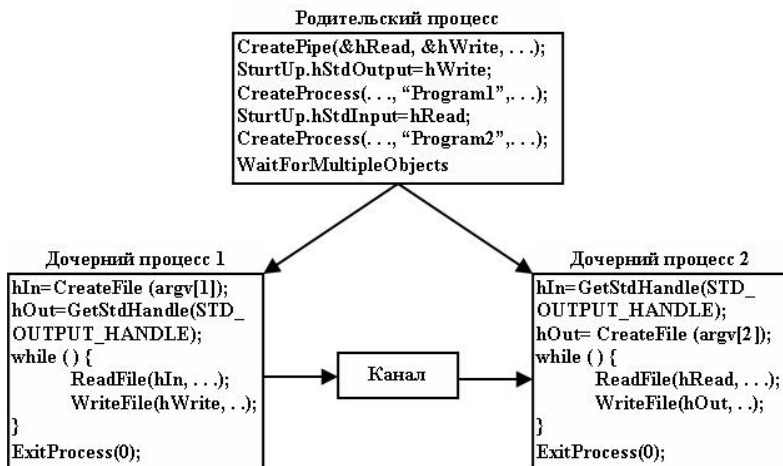 Родительский процесс
CreatePipe(&hRead, &hWrite, . . .);
SturtUp.hStdOutput=hWrite;
CreateProcess(. . ., “Program1”,. . .);
SturtUp.hStdInput=hRead;
CreateProcess(. . ., “Program2”,. . .);
WaitForMultipleObjects
Дочерний процесс 1
hIn=CreateFile (argv[1]);
hOut=GetStdHandle(STD_
OUTPUT_HANDLE);
while ( ) {
ReadFile(hIn, . . .);
WriteFile(hWrite, . .);
}
ExitProcess(0);
Канал
Дочерний процесс 2
hIn=GetStdHandle(STD_
OUTPUT_HANDLE);
hOut= CreateFile (argv[2]);
while ( ) {
ReadFile(hRead, . . .);
WriteFile(hOut, . .);
}
ExitProcess(0);